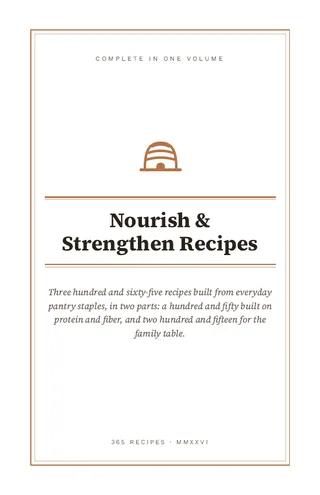 COMPLETE IN ONE VOLUME
Nourish &
Strengthen Recipes
Three hundred and sixty-five recipes built from everyday
pantry staples, in two parts: a hundred and fifty built on
protein and fiber, and two hundred and fifteen for the
family table.
365 RECIPES · MMXXVI